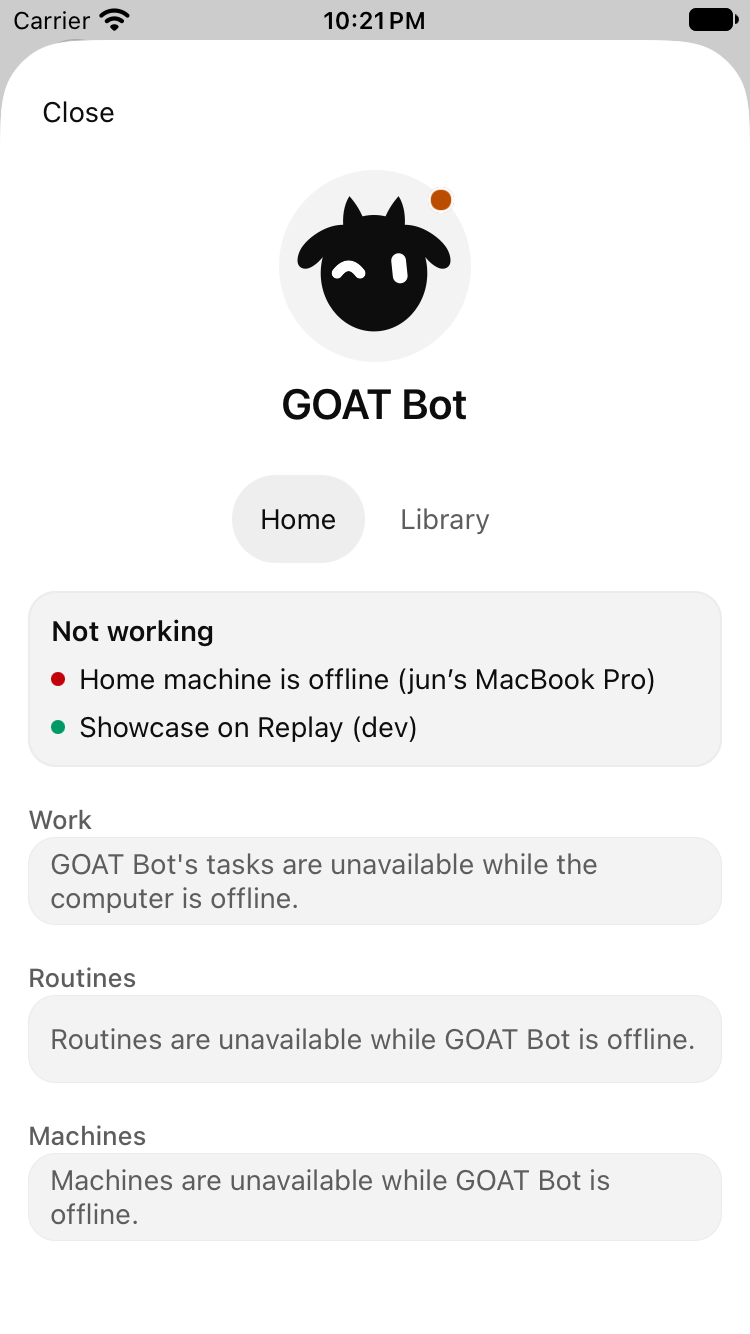 Carrier 10:21 PM
Close
GOAT Bot
Home Library
Not working
Home machine is offline (jun’s MacBook Pro)
Showcase on Replay (dev)
Work
GOAT Bot's tasks are unavailable while the
computer is offline.
Routines
Routines are unavailable while GOAT Bot is offline.
Machines
Machines are unavailable while GOAT Bot is
offline.